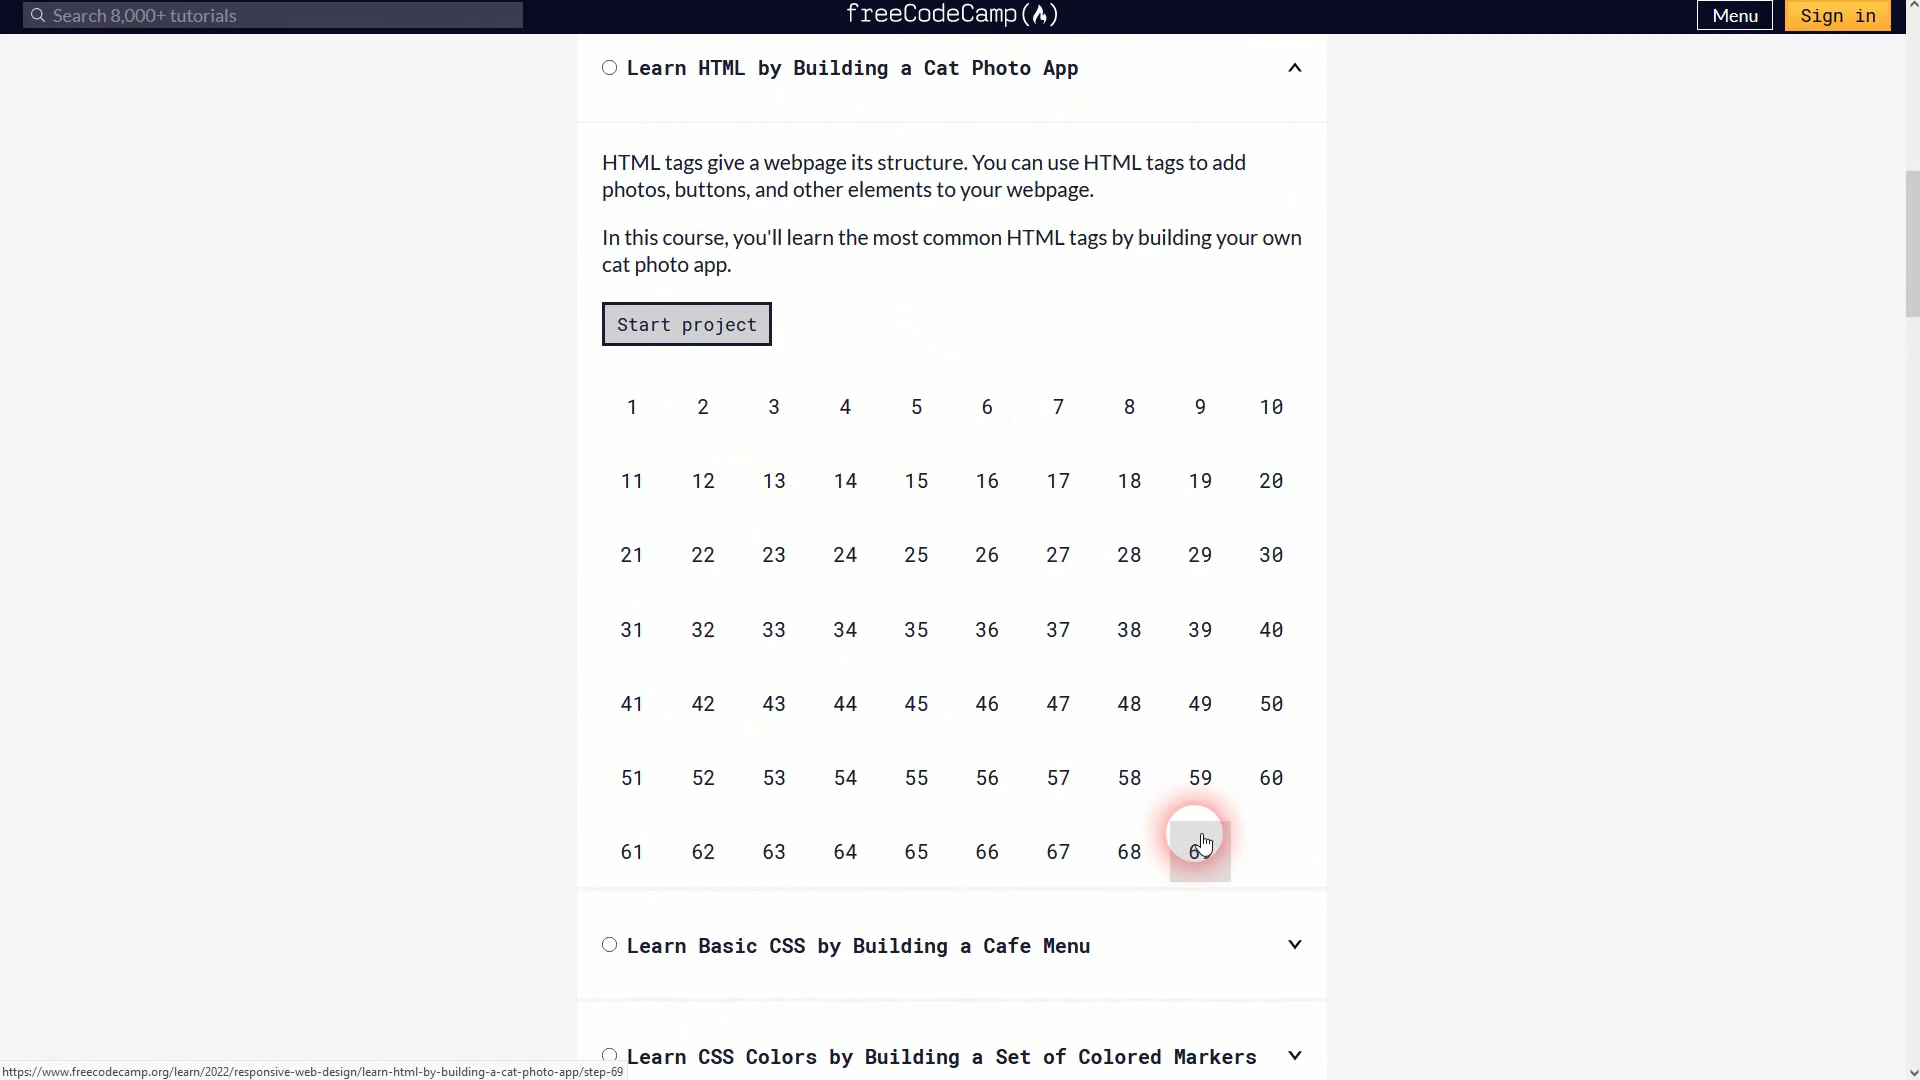 Search 8,000+ tutorials
freeCodeCamp
Menu
Sign in
Learn HTML by Building a Cat Photo App
HTML tags give a webpage its structure. You can use HTML tags to add
photos, buttons, and other elements to your webpage.
In this course, you'll learn the most common HTML tags by building your own
cat photo app.
Start project
1 2 3 4 5 6 7 8 9 10
11 12 13 14 15 16 17 18 19 20
21 22 23 24 25 26 27 28 29 30
31 32 33 34 35 36 37 38 39 40
41 42 43 44 45 46 47 48 49 50
51 52 53 54 55 56 57 58 59 60
61 62 63 64 65 66 67 68
Learn Basic CSS by Building a Cafe Menu
Learn CSS Colors by Building a Set of Colored Markers
https://www.freecodecamp.org/learn/2022/responsive-web-design/learn-html-by-building-a-cat-photo-app/step-69